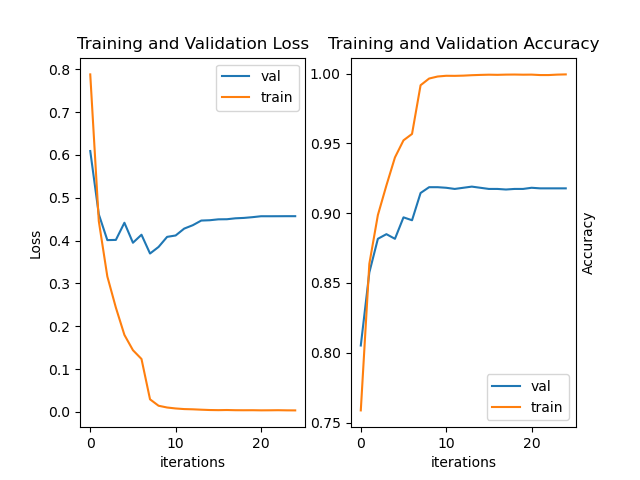 Training and Validation Loss
Training and Validation Accuracy
0.8
0.7
0.6
0.5
0.4
0.3
0.2
0.1
0.0
Loss
0
10
20
iterations
val
train
1.00
0.95
0.90
0.85
0.80
0.75
Accuracy
0
10
20
iterations
val
train